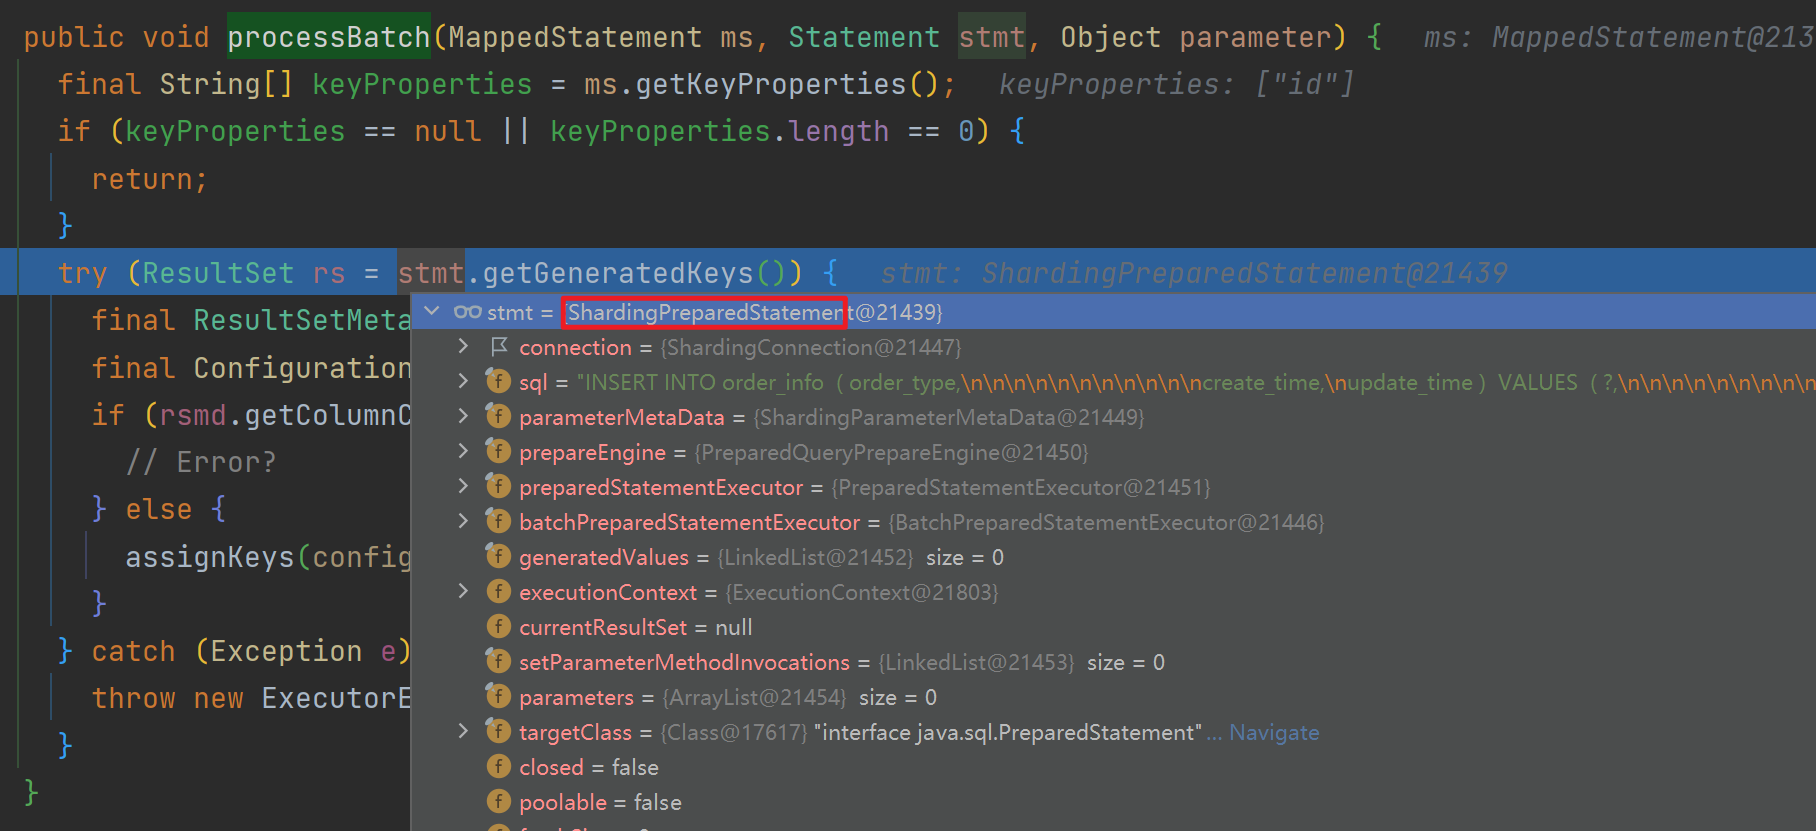 public void processBatch(MappedStatement ms, Statement stmt, Object parameter) {   ms: MappedStatement@213
final String[] keyProperties = ms.getKeyProperties();   keyProperties: ["id"]
if (keyProperties == null || keyProperties.length == 0) {
return;
}
try (ResultSet rs = stmt.getGeneratedKeys()) {   stmt: ShardingPreparedStatement@21439
stmt = {ShardingPreparedStatement@21439}
final ResultSetMeta
connection = {ShardingConnection@21447}
final Configuration
sql = "INSERT INTO order_info  ( order_type,\n\n\n\n\n\n\n\n\n\n\ncreate_time,\nupdate_time )  VALUES  ( ?,\n\n\n\n\n\n\n\n\n
if (rsmd.getColumnC
parameterMetaData = {ShardingParameterMetaData@21449}
// Error?
prepareEngine = {PreparedQueryPrepareEngine@21450}
} else {
preparedStatementExecutor = {PreparedStatementExecutor@21451}
batchPreparedStatementExecutor = {BatchPreparedStatementExecutor@21446}
assignKeys(config
generatedValues = {LinkedList@21452}  size = 0
}
executionContext = {ExecutionContext@21803}
currentResultSet = null
} catch (Exception e)
setParameterMethodInvocations = {LinkedList@21453}  size = 0
throw new ExecutorE
parameters = {ArrayList@21454}  size = 0
}
targetClass = {Class@17617} "interface java.sql.PreparedStatement"... Navigate
closed = false
}
poolable = false